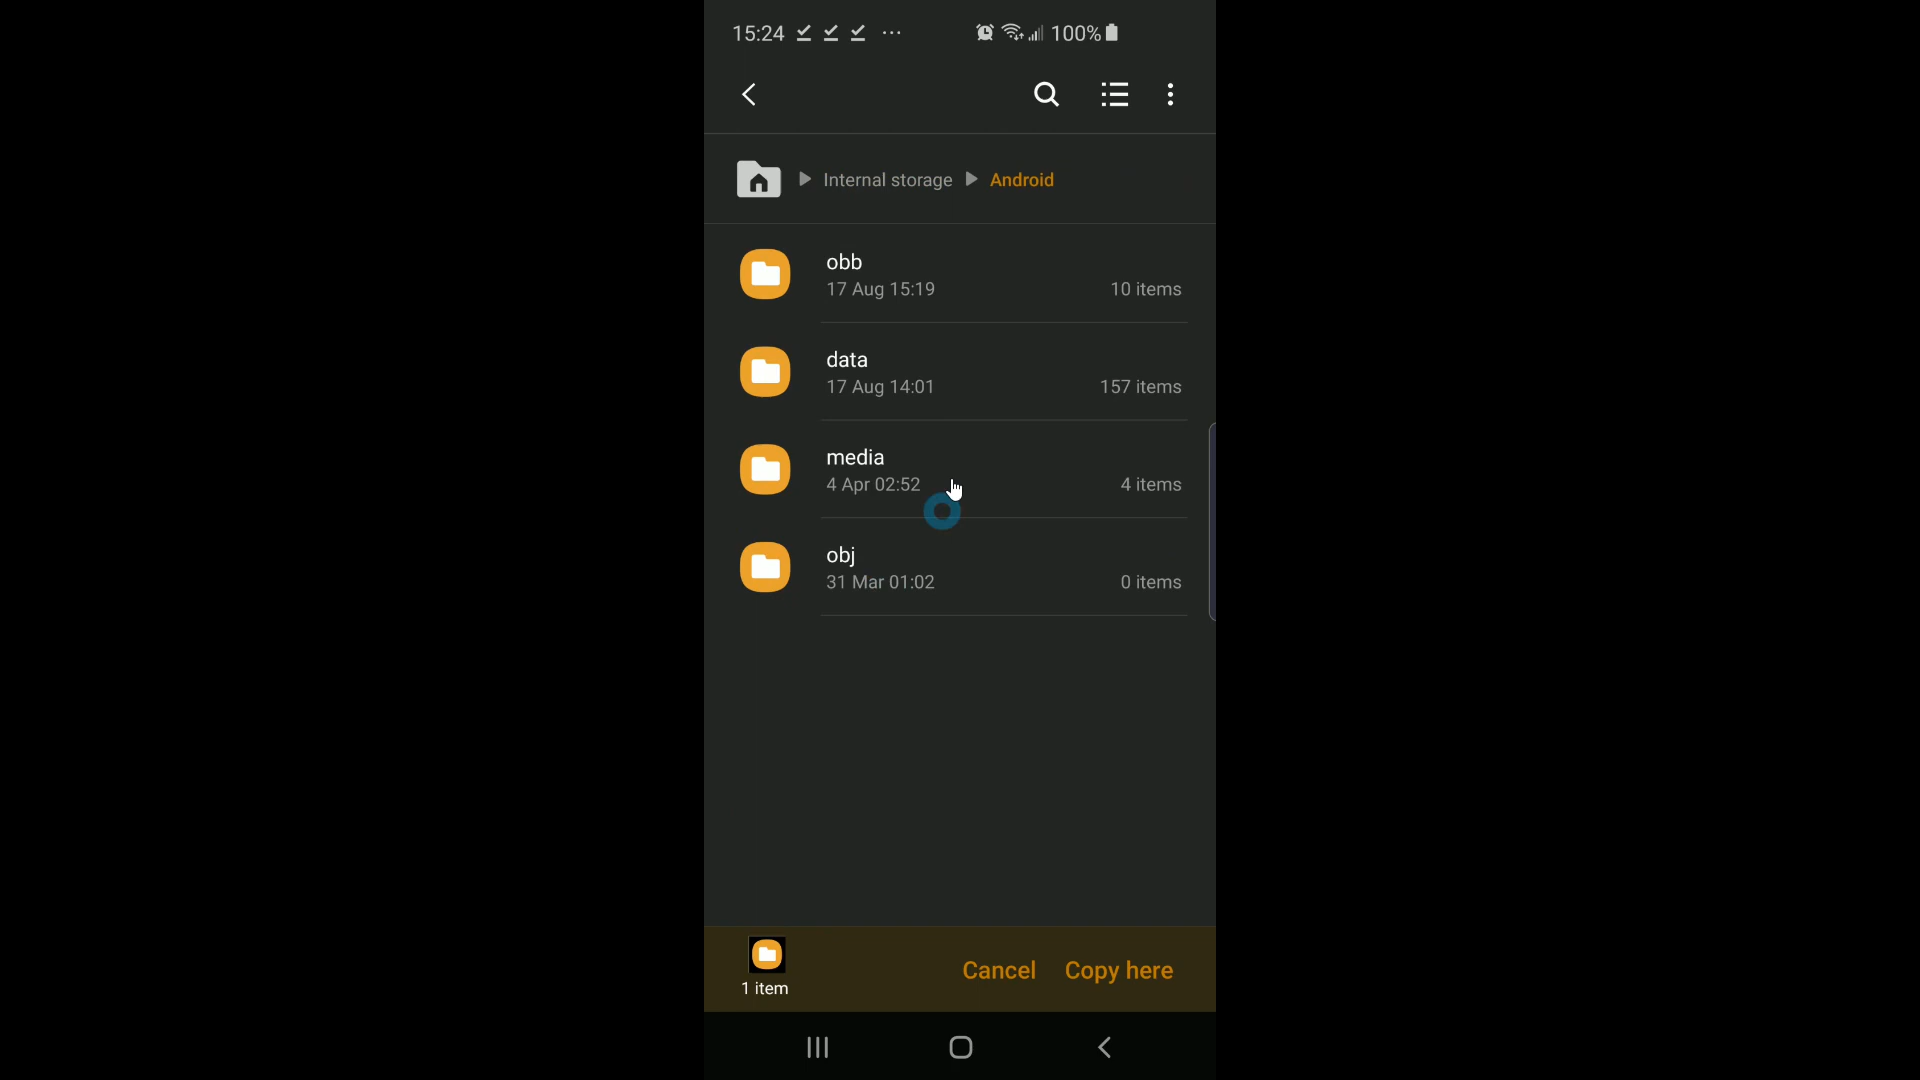 15:24 ... 100%
Internal storage Android
obb
17 Aug 15:19 10 items
data
17 Aug 14:01 157 items
media
4 Apr 02:52 4 items
obj
31 Mar 01:02 0 items
1 item Cancel Copy here